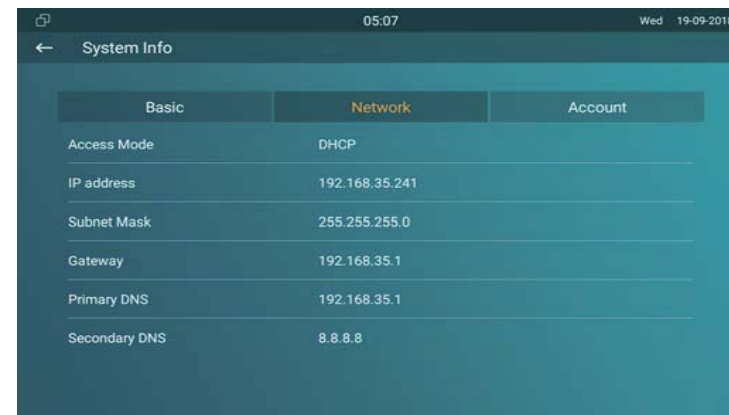 05:07 Wed 19-09-2018
System Info
Basic Network Account
Access Mode DHCP
IP address 192.168.35.241
Subnet Mask 255.255.255.0
Gateway 192.168.35.1
Primary DNS 192.168.35.1
Secondary DNS 8.8.8.8